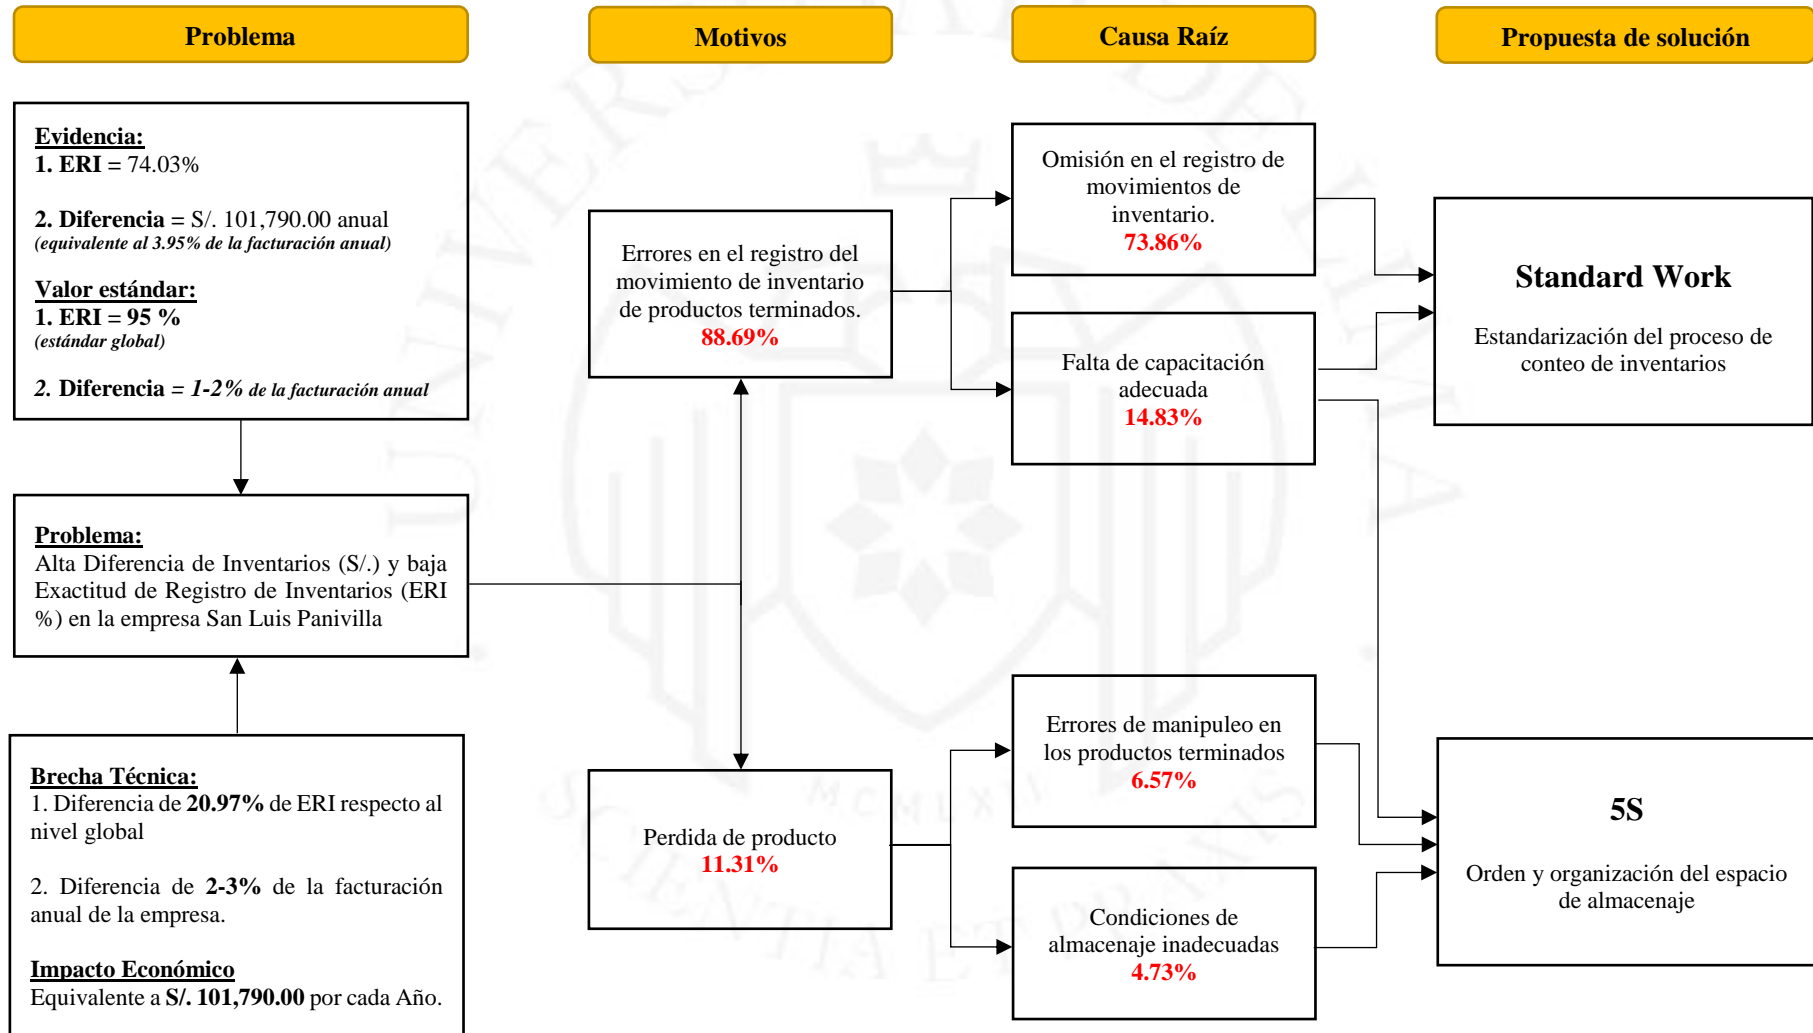 Problema
Motivos
Causa Raíz
Propuesta de solución
Evidencia:
1. ERI = 74.03%
2. Diferencia = S/. 101,790.00 anual
(equivalente al 3.95% de la facturación anual)
Valor estándar:
1. ERI = 95 %
(estándar global)
2. Diferencia = 1-2% de la facturación anual
Problema:
Alta Diferencia de Inventarios (S/.) y baja
Exactitud de Registro de Inventarios (ERI
%) en la empresa San Luis Panivilla
Brecha Técnica:
1. Diferencia de 20.97% de ERI respecto al
nivel global
2. Diferencia de 2-3% de la facturación
anual de la empresa.
Impacto Económico
Equivalente a S/. 101,790.00 por cada Año.
Errores en el registro del
movimiento de inventario
de productos terminados.
88.69%
Perdida de producto
11.31%
Omisión en el registro de
movimientos de
inventario.
73.86%
Falta de capacitación
adecuada
14.83%
Errores de manipuleo en
los productos terminados
6.57%
Condiciones de
almacenaje inadecuadas
4.73%
Standard Work
Estandarización del proceso de
conteo de inventarios
5S
Orden y organización del espacio
de almacenaje
UNIVERSIDAD DE LIMA
MCMLXII
SCIENTIA ET PRAXIS